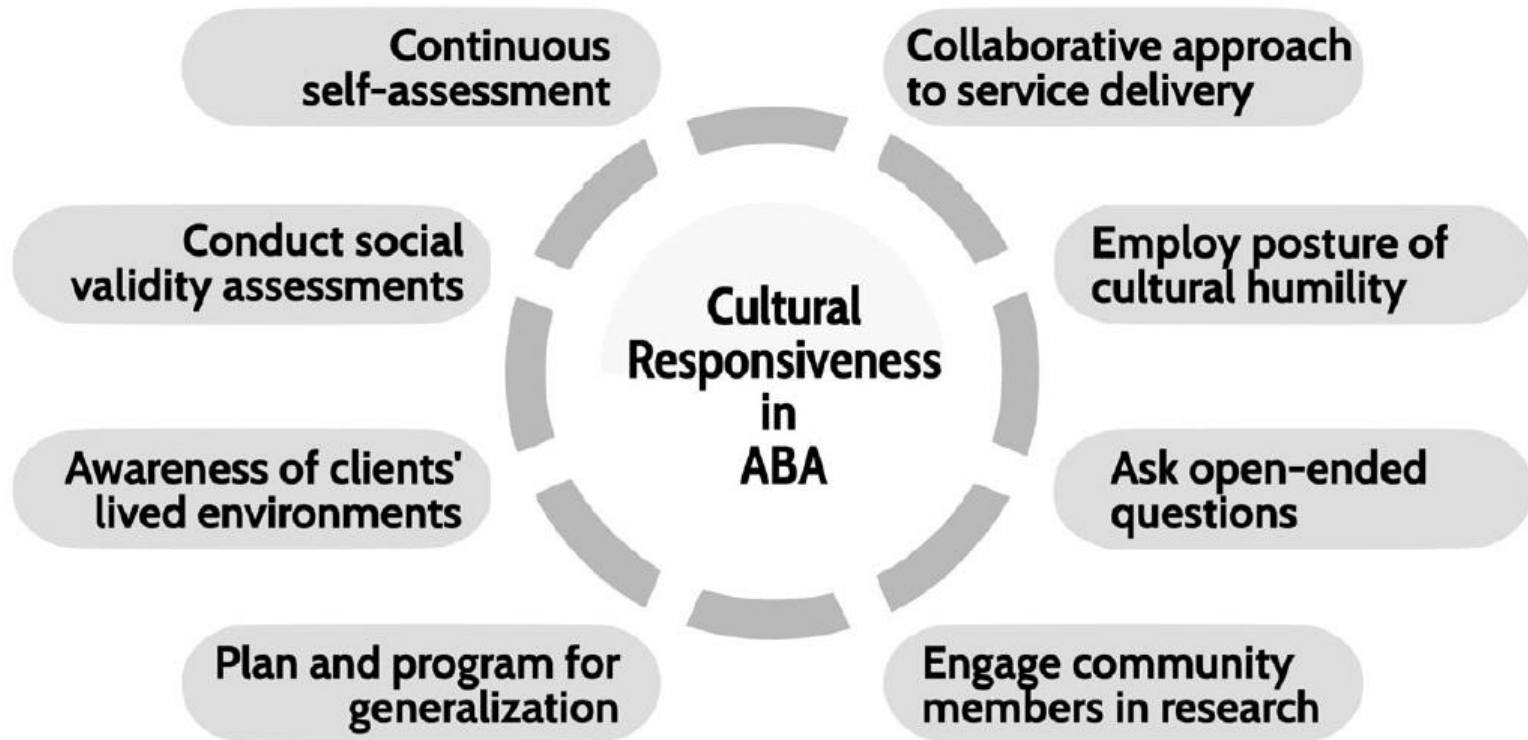 Continuous
self-assessment
Collaborative approach
to service delivery
Conduct social
validity assessments
Employ posture of
cultural humility
Cultural
Responsiveness
in
ABA
Awareness of clients'
lived environments
Ask open-ended
questions
Plan and program for
generalization
Engage community
members in research